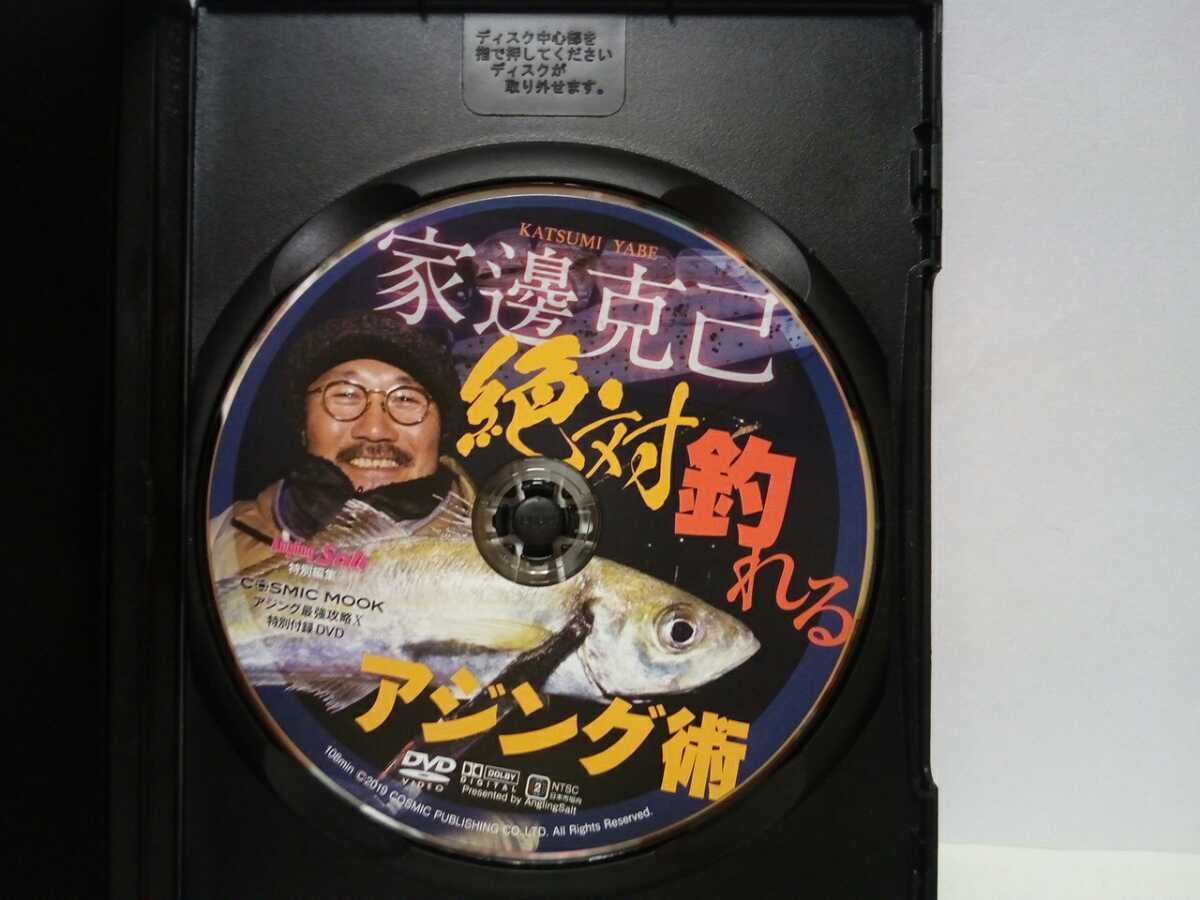 ディスク中心部を
指で押してください
ディスクが
取り外せます。
KATSUMI YABE
家邊克己
絶対
釣れる
Angling Salt
特別編集
COSMIC MOOK
アジング最強攻略X
特別付録DVD
アジング術
DVD
VIDEO
DOLBY
DIGITAL
2
NTSC
日本市場向
Presented by AnglingSalt
108min ©2019 COSMIC PUBLISHING CO.,LTD. All Rights Reserved.